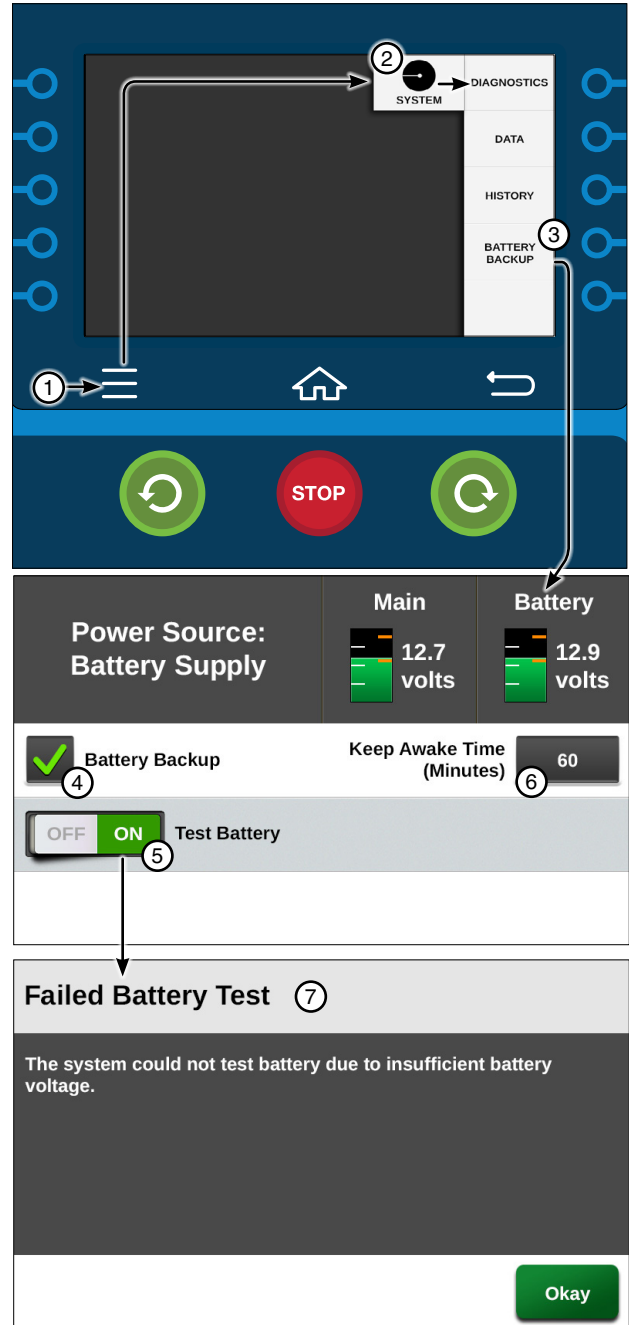 2
SYSTEM
DIAGNOSTICS
DATA
HISTORY
BATTERY
BACKUP
3
1
STOP
Power Source:
Battery Supply
Main
12.7
volts
Battery
12.9
volts
Battery Backup
4
Keep Awake Time
(Minutes)
60
6
OFF ON
Test Battery
5
Failed Battery Test 7
The system could not test battery due to insufficient battery
voltage.
Okay